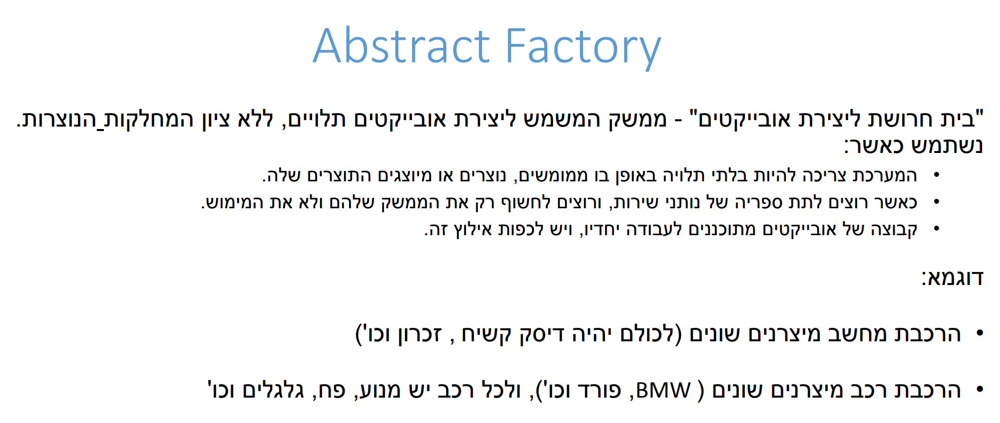 Abstract Factory
"בית חרושת ליצירת אובייקטים" - ממשק המשמש ליצירת אובייקטים תלויים, ללא ציון המחלקות הנוצרות.
נשתמש כאשר:
• המערכת צריכה להיות בלתי תלויה באופן בו ממומשים, נוצרים או מיוצגים התוצרים שלה.
• כאשר רוצים לתת ספריה של נותני שירות, ורוצים לחשוף רק את הממשק שלהם ולא את המימוש.
• קבוצה של אובייקטים מתוכננים לעבודה יחדיו, ויש לכפות אילוץ זה.
דוגמא:
• הרכבת מחשב מיצרנים שונים (לכולם יהיה דיסק קשיח , זכרון וכו')
• הרכבת רכב מיצרנים שונים ( BMW, פורד וכו'), ולכל רכב יש מנוע, פח, גלגלים וכו'